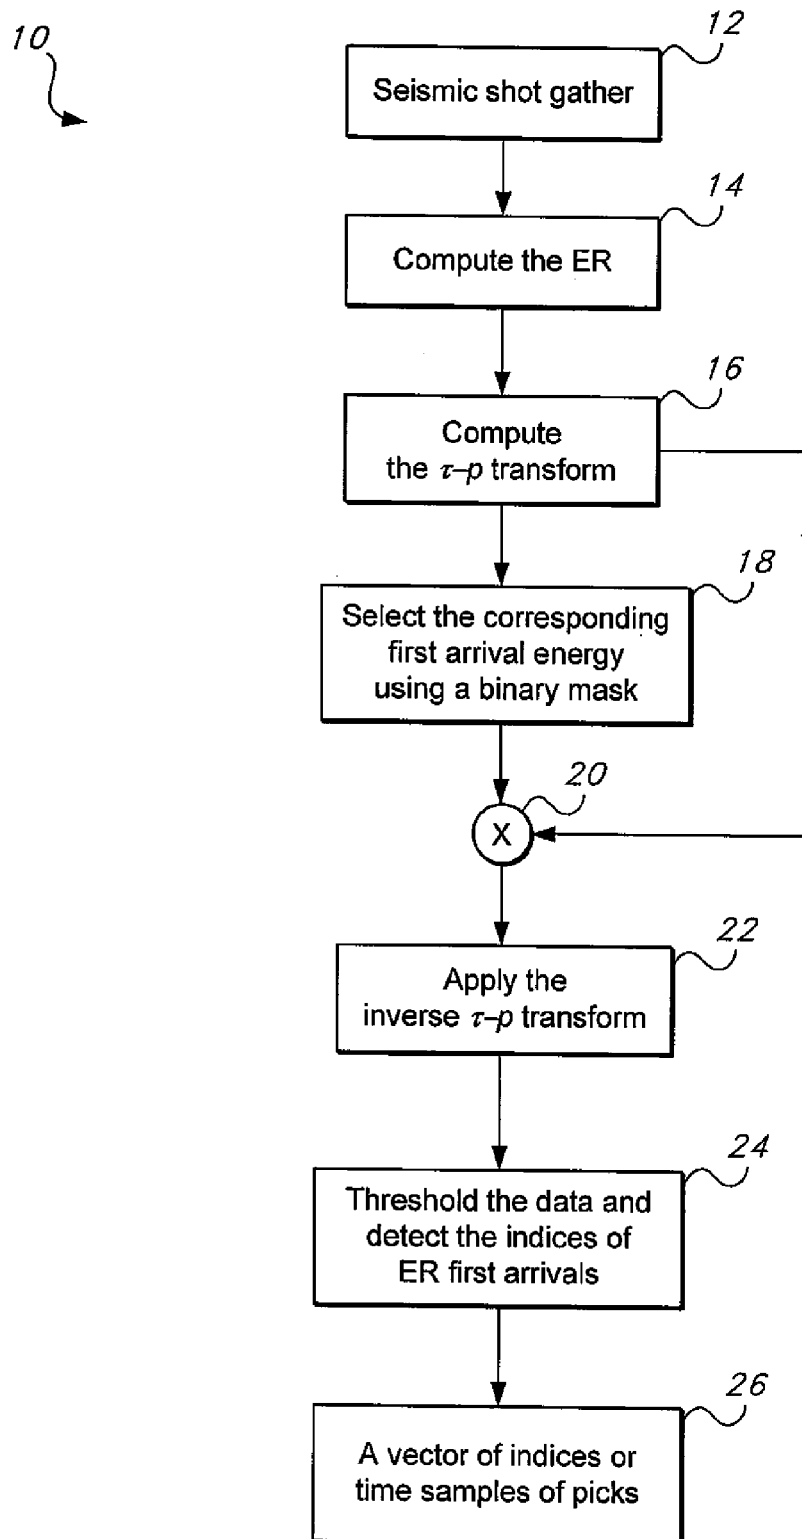 10
12
Seismic shot gather
14
Compute the ER
16
Compute
the τ–p transform
18
Select the corresponding
first arrival energy
using a binary mask
20
X
22
Apply the
inverse τ–p transform
24
Threshold the data and
detect the indices of
ER first arrivals
26
A vector of indices or
time samples of picks